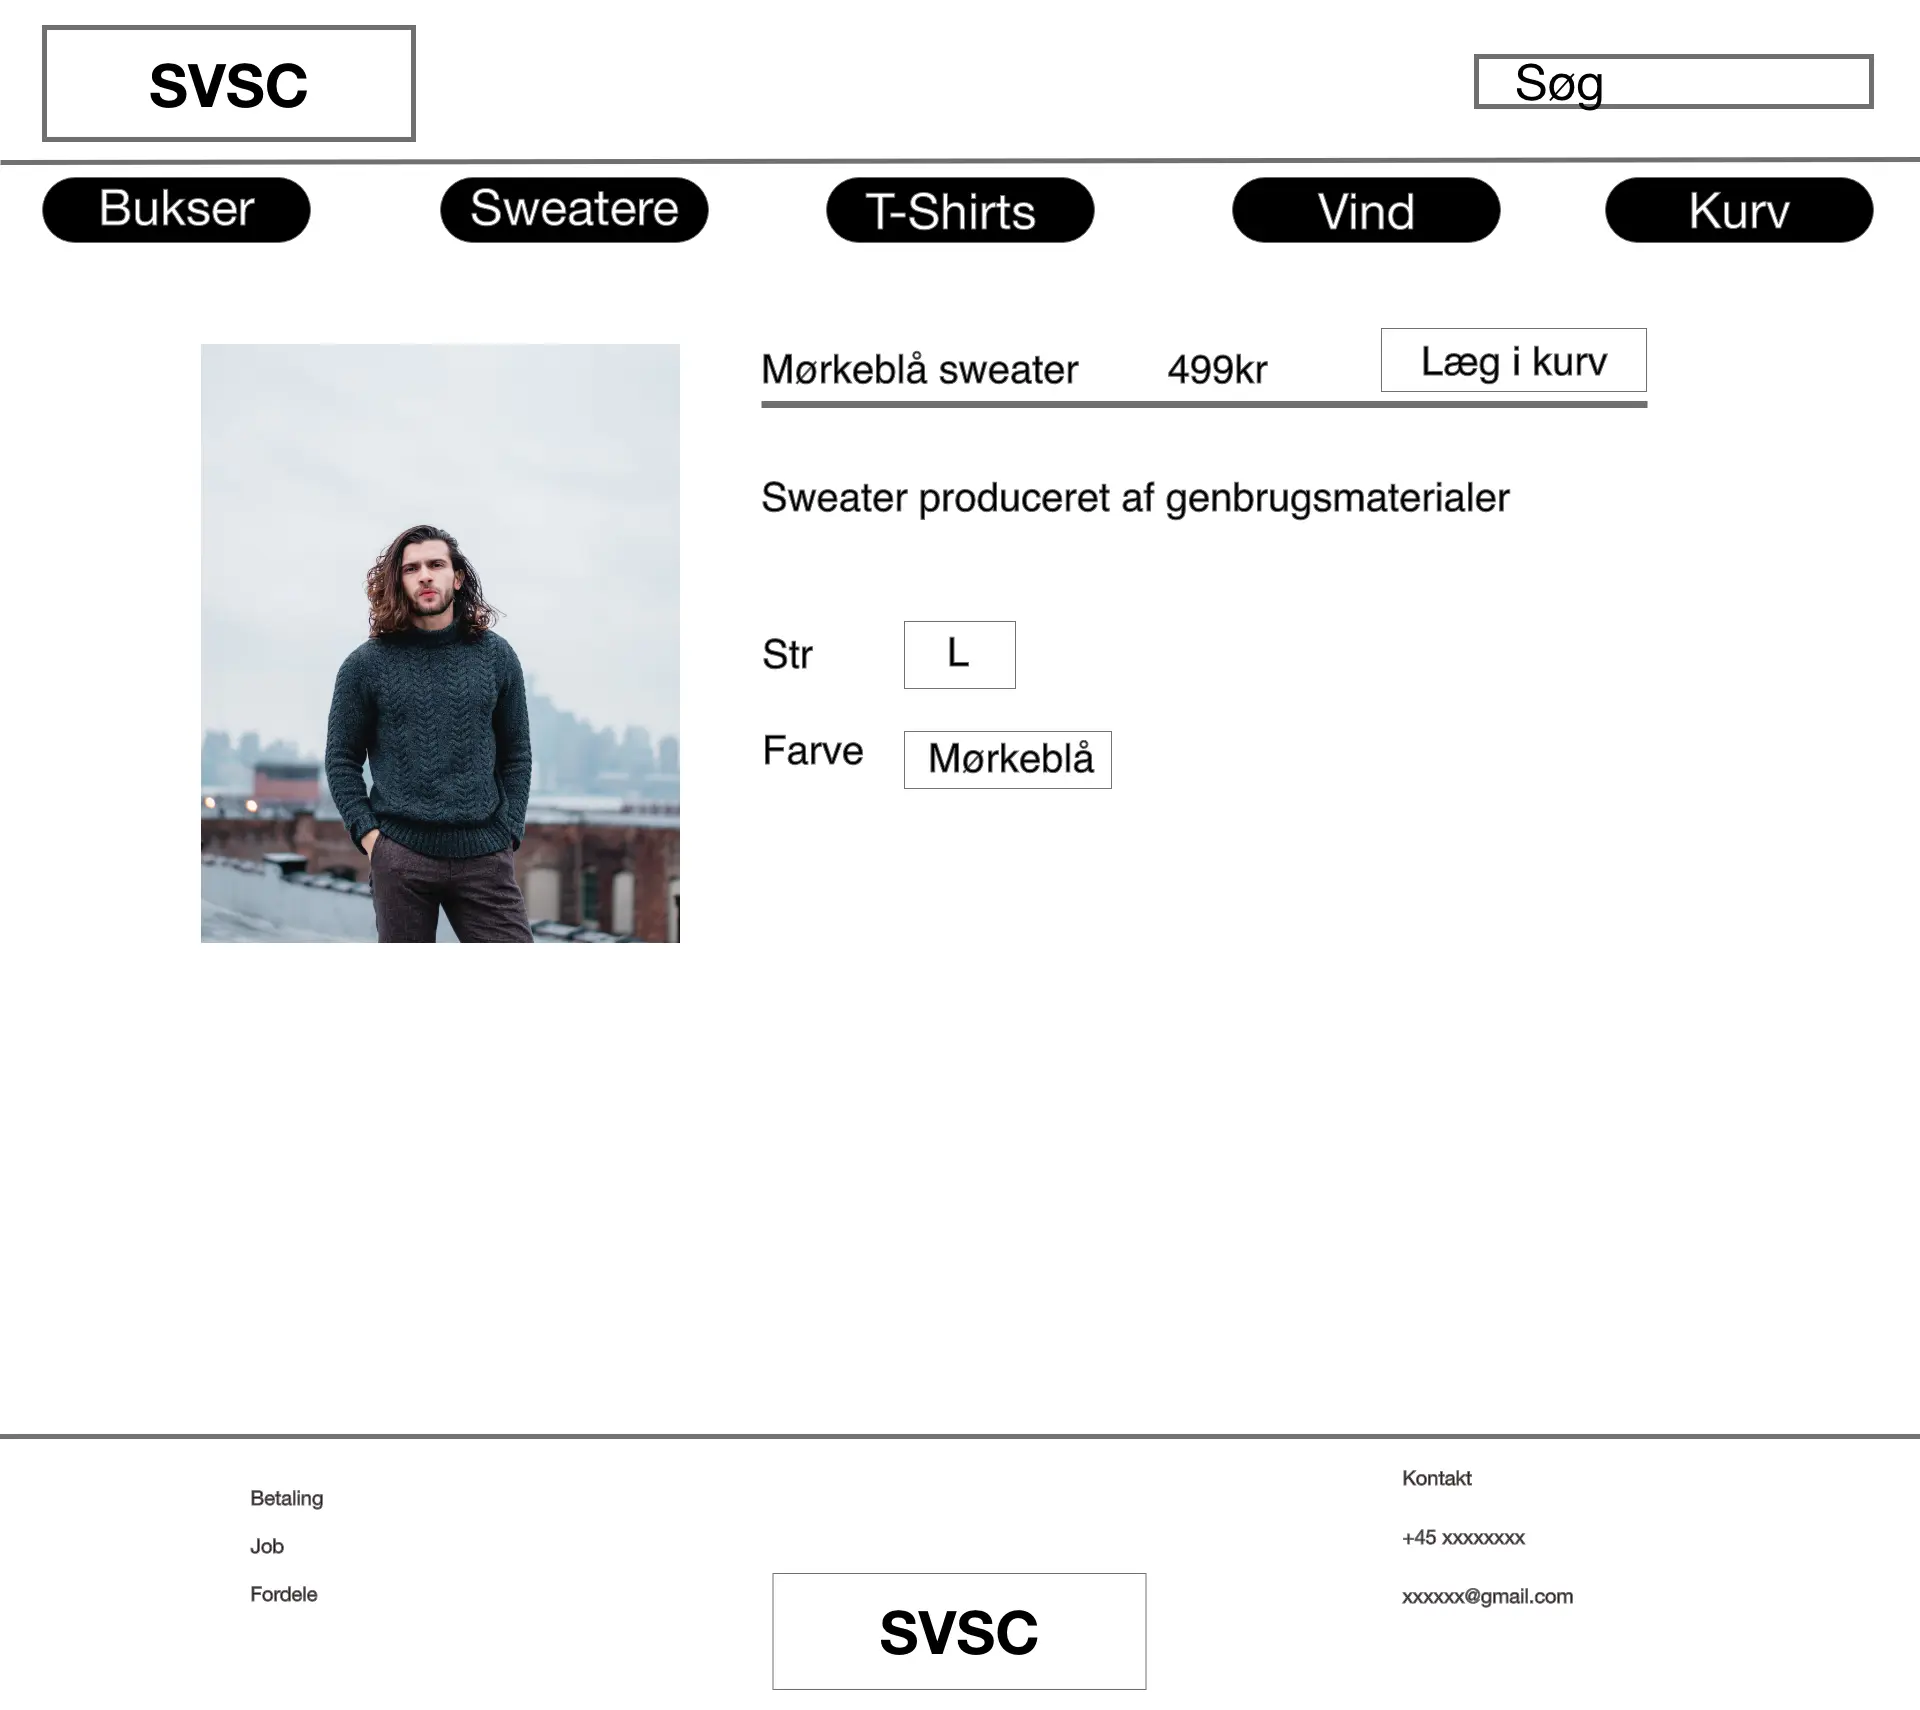 SVSC
Søg
Bukser
Sweatere
T-Shirts
Vind
Kurv
Mørkeblå sweater
499kr
Læg i kurv
Sweater produceret af genbrugsmaterialer
Str
L
Farve
Mørkeblå
Betaling
Job
Fordele
SVSC
Kontakt
+45 xxxxxxxx
xxxxxx@gmail.com